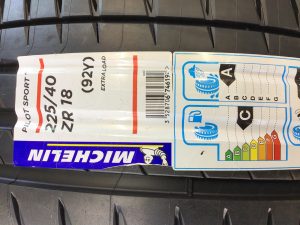 PILOT SPORT
225/40
ZR 18
(92Y)
EXTRA LOAD
MICHELIN
A
A
B
C
D
E
F
G
C
A
B
C
D
E
F
G